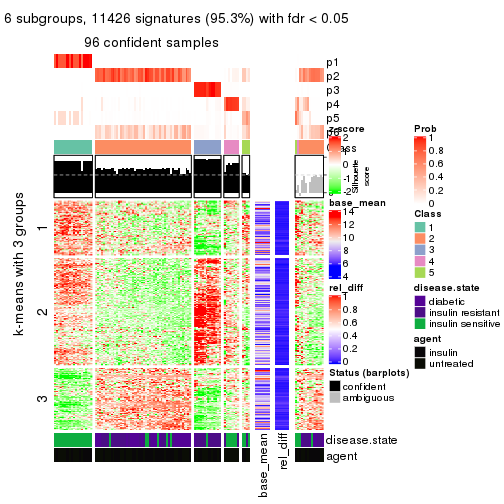 6 subgroups, 11426 signatures (95.3%) with fdr < 0.05
96 confident samples
p1
p2
p3
p4
p5
z-score
2
1
0
-1
-2
Silhouette
score
k-means with 3 groups
1
2
3
base_mean
14
12
10
8
6
4
rel_diff
1
0.8
0.6
0.4
0.2
0
Status (barplots)
confident
ambiguous
Prob
1
0.8
0.6
0.4
0.2
0
Class
1
2
3
4
5
disease.state
diabetic
insulin resistant
insulin sensitive
agent
insulin
untreated
disease.state
agent
base_mean
rel_diff